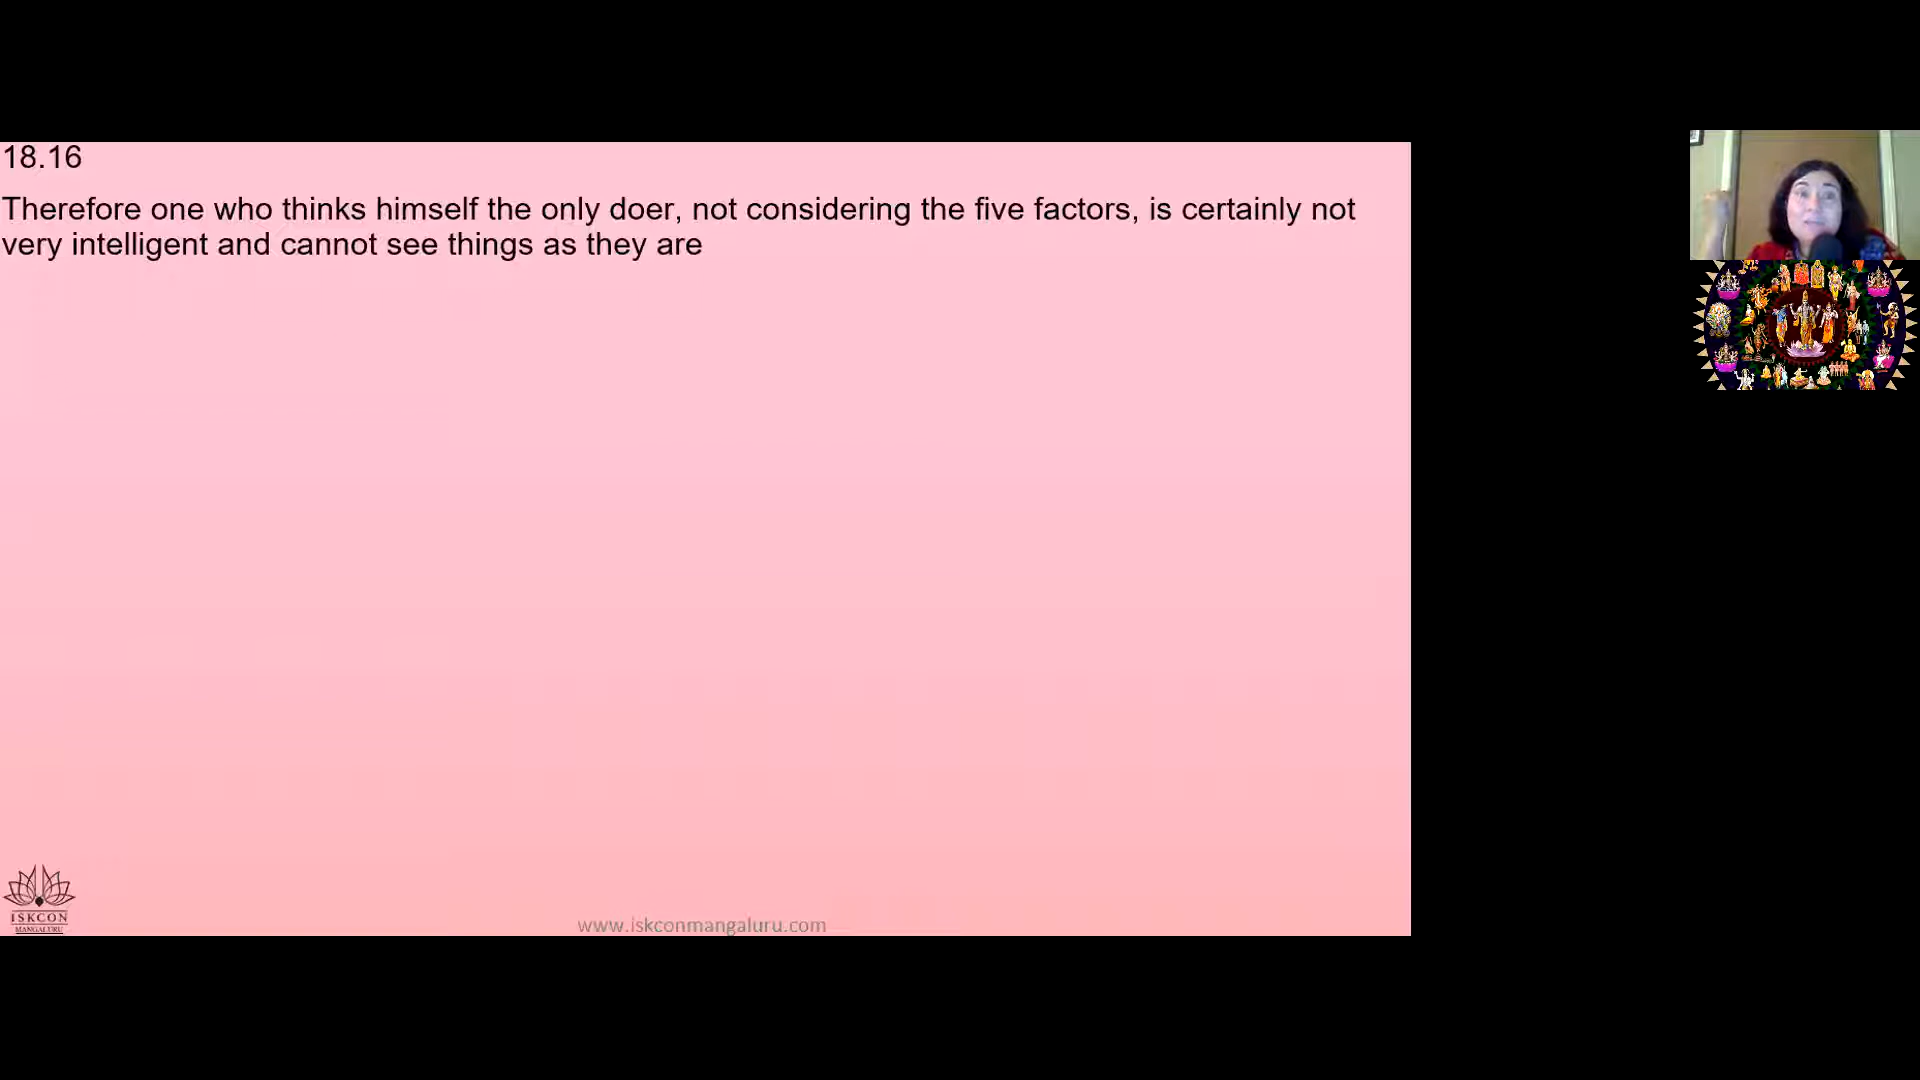 18.16
Therefore one who thinks himself the only doer, not considering the five factors, is certainly not
very intelligent and cannot see things as they are
ISKCON
MANGALURU
www.iskconmangaluru.com